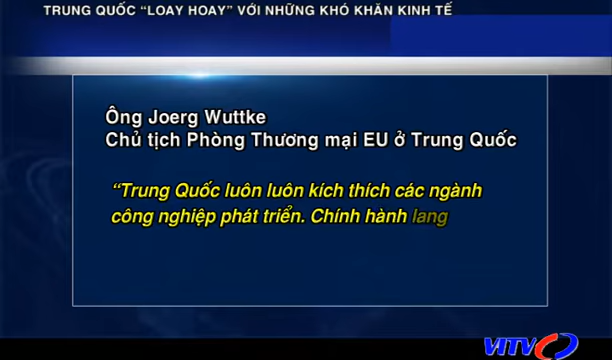 TRUNG QUỐC “LOAY HOAY” VỚI NHỮNG KHÓ KHĂN KINH TẾ
Ông Joerg Wuttke
Chủ tịch Phòng Thương mại EU ở Trung Quốc
“Trung Quốc luôn luôn kích thích các ngành
công nghiệp phát triển. Chính hành lang
VITV